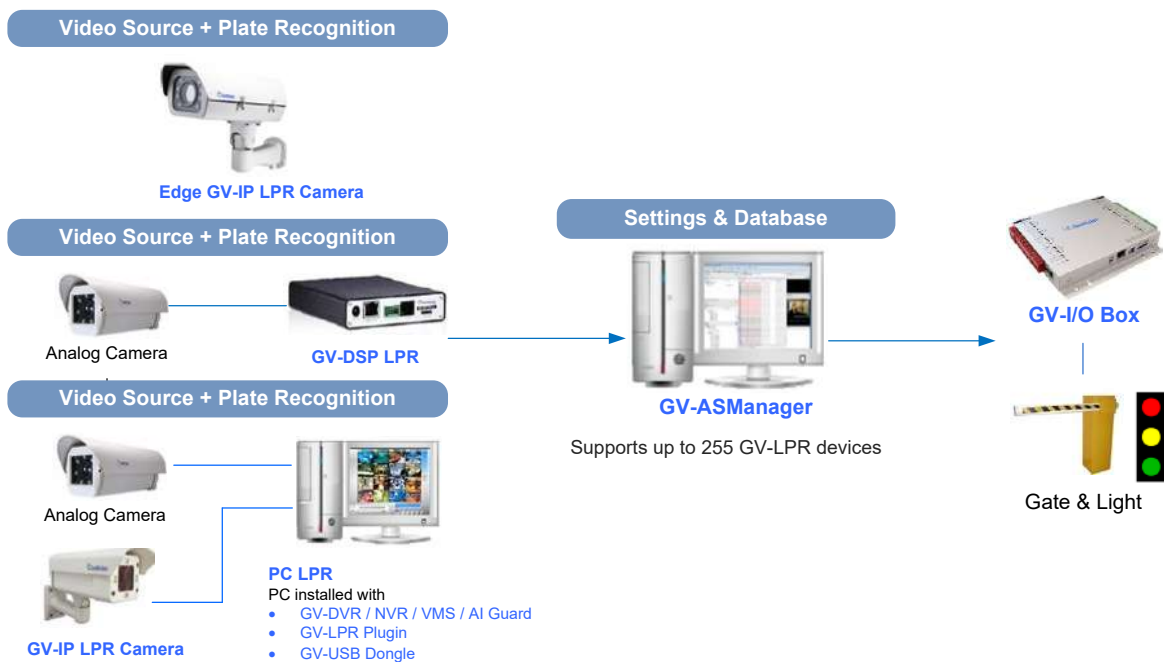 Video Source + Plate Recognition
Edge GV-IP LPR Camera
Video Source + Plate Recognition
Analog Camera
GV-DSP LPR
Video Source + Plate Recognition
Analog Camera
GV-IP LPR Camera
PC LPR
PC installed with
• GV-DVR / NVR / VMS / AI Guard
• GV-LPR Plugin
• GV-USB Dongle
Settings & Database
GV-ASManager
Supports up to 255 GV-LPR devices
GV-I/O Box
Gate & Light